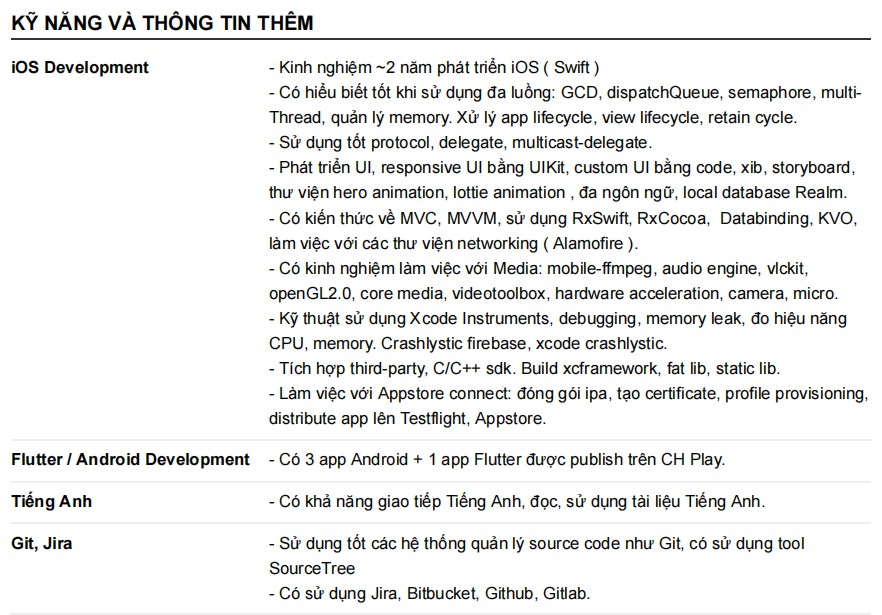 KỸ NĂNG VÀ THÔNG TIN THÊM
iOS Development
- Kinh nghiệm ~2 năm phát triển iOS ( Swift )
- Có hiểu biết tốt khi sử dụng đa luồng: GCD, dispatchQueue, semaphore, multi-
Thread, quản lý memory. Xử lý app lifecycle, view lifecycle, retain cycle.
- Sử dụng tốt protocol, delegate, multicast-delegate.
- Phát triển UI, responsive UI bằng UIKit, custom UI bằng code, xib, storyboard,
thư viện hero animation, lottie animation , đa ngôn ngữ, local database Realm.
- Có kiến thức về MVC, MVVM, sử dụng RxSwift, RxCocoa,  Databinding, KVO,
làm việc với các thư viện networking ( Alamofire ).
- Có kinh nghiệm làm việc với Media: mobile-ffmpeg, audio engine, vlckit,
openGL2.0, core media, videotoolbox, hardware acceleration, camera, micro.
- Kỹ thuật sử dụng Xcode Instruments, debugging, memory leak, đo hiệu năng
CPU, memory. Crashlystic firebase, xcode crashlystic.
- Tích hợp third-party, C/C++ sdk. Build xcframework, fat lib, static lib.
- Làm việc với Appstore connect: đóng gói ipa, tạo certificate, profile provisioning,
distribute app lên Testflight, Appstore.
Flutter / Android Development
- Có 3 app Android + 1 app Flutter được publish trên CH Play.
Tiếng Anh
- Có khả năng giao tiếp Tiếng Anh, đọc, sử dụng tài liệu Tiếng Anh.
Git, Jira
- Sử dụng tốt các hệ thống quản lý source code như Git, có sử dụng tool
SourceTree
- Có sử dụng Jira, Bitbucket, Github, Gitlab.